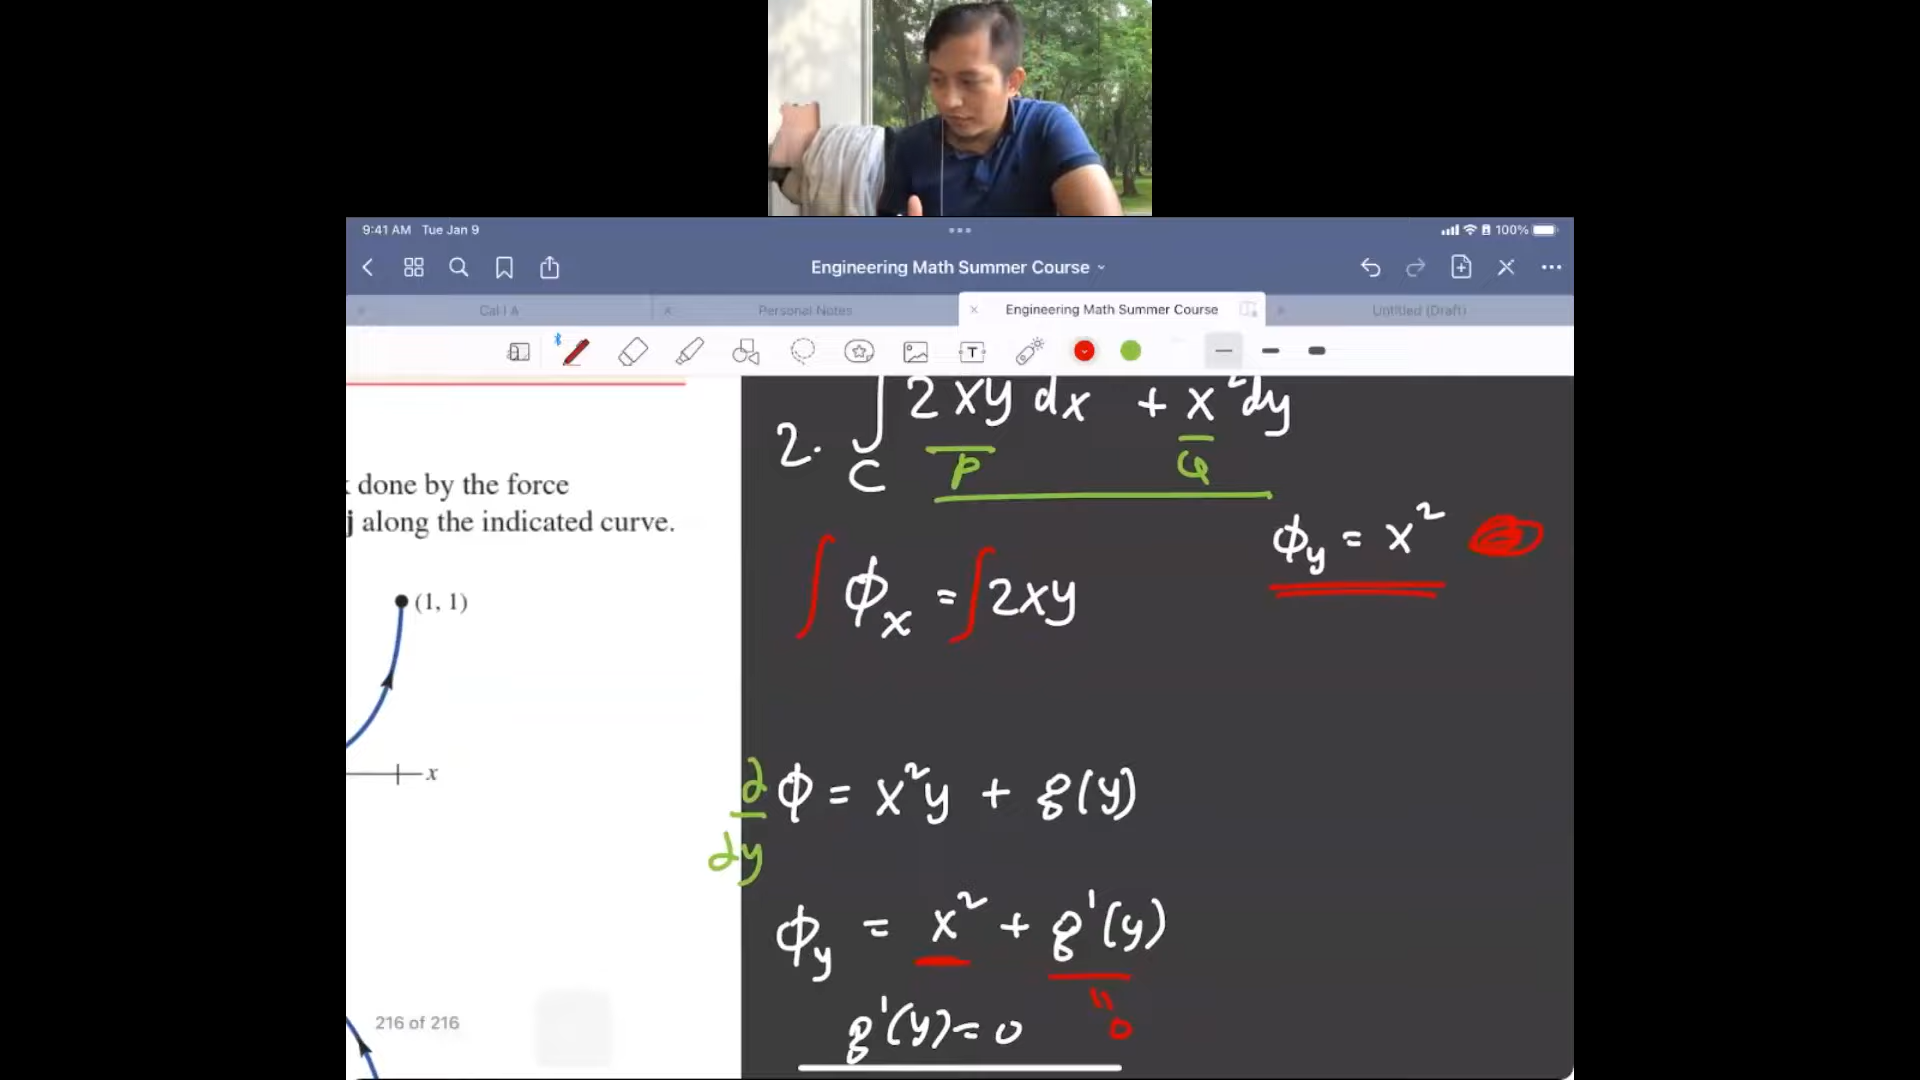 9:41 AM Tue Jan 9
100%
Engineering Math Summer Course
Cal I A
Personal Notes
Engineering Math Summer Course
Untitled (Draft)
T
done by the force
j along the indicated curve.
(1, 1)
x
216 of 216
2. ∫C 2xy dx + x²dy
P Q
ϕy = x²
∫ϕx = ∫2xy
∂/∂y ϕ = x²y + g(y)
ϕy = x² + g'(y)
g'(y) = 0
"0